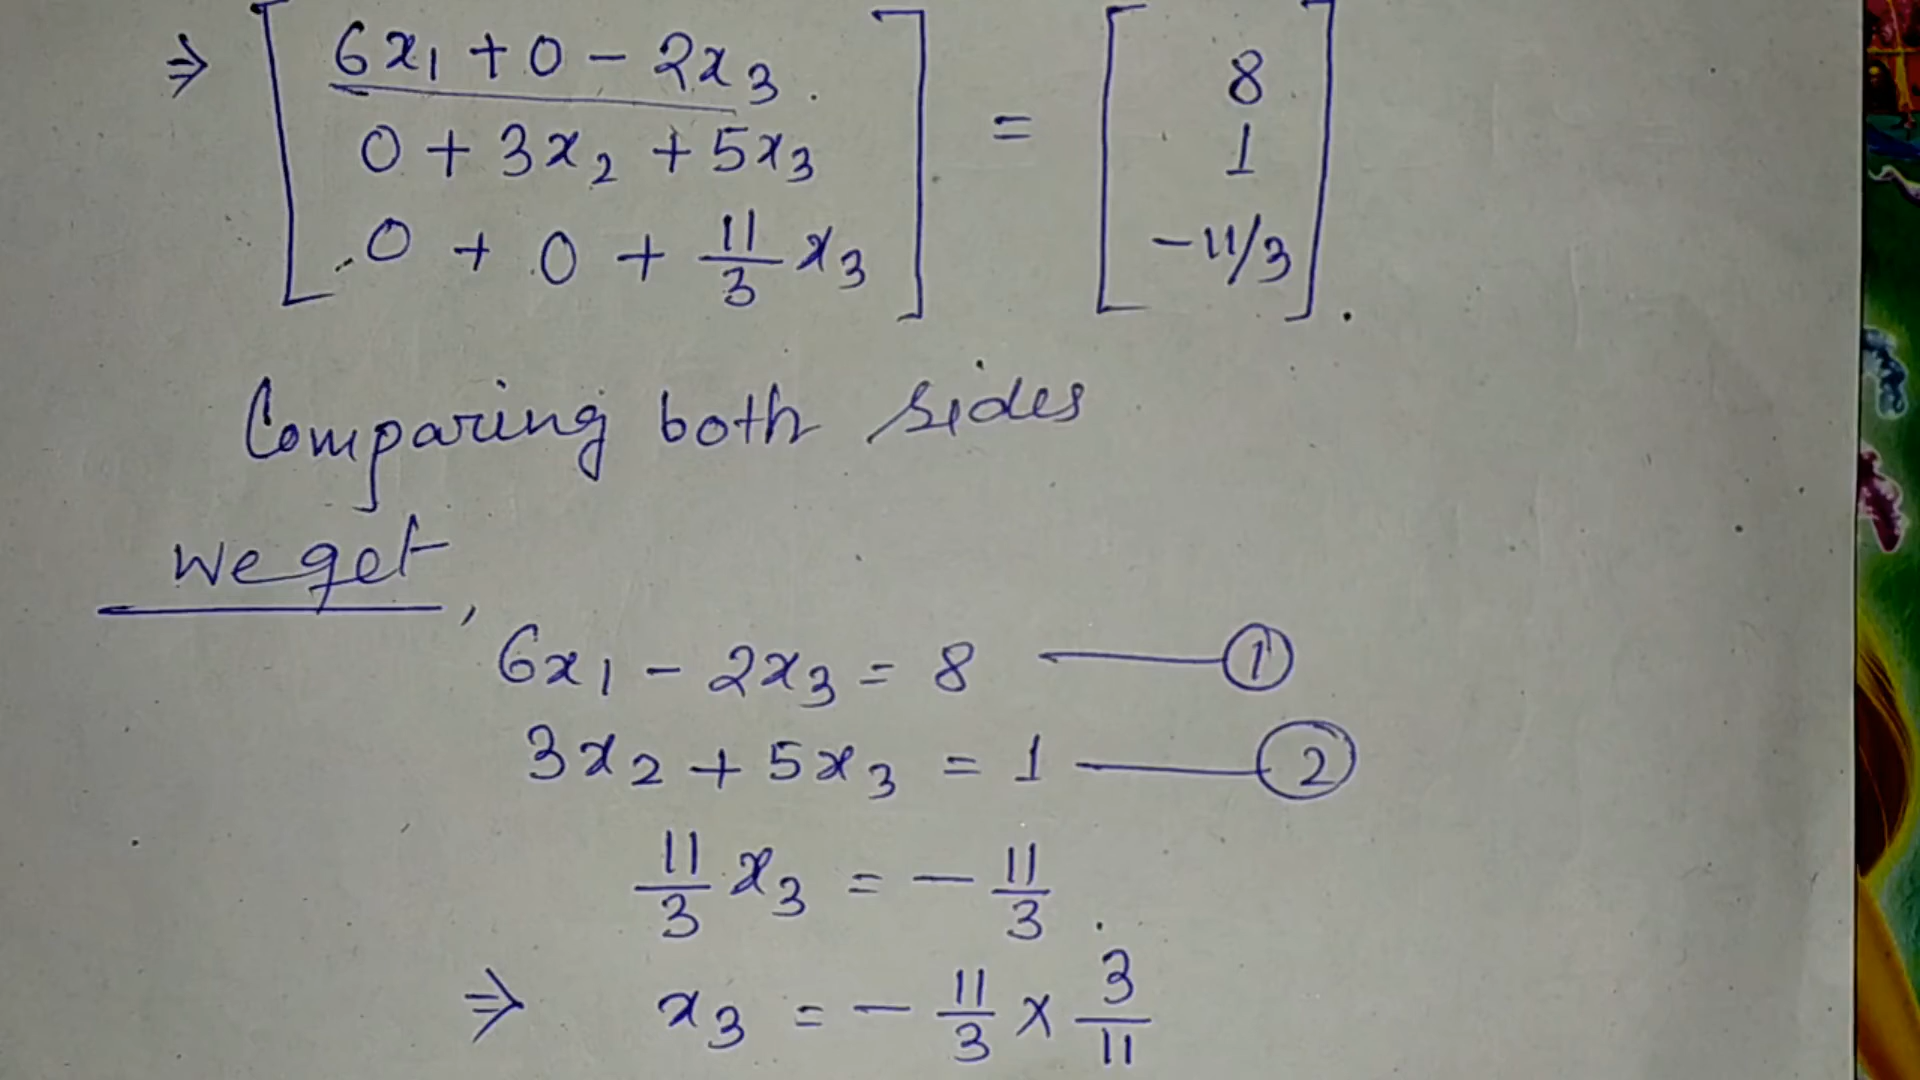 ⇒ [ 6x₁ + 0 - 2x₃ ] = [ 8 ]
0 + 3x₂ + 5x₃ 1
0 + 0 + 11/3 x₃ -11/3 .
Comparing both sides
we get,
6x₁ - 2x₃ = 8 —— ①
3x₂ + 5x₃ = 1 —— ②
11/3 x₃ = - 11/3 .
⇒ x₃ = - 11/3 × 3/11